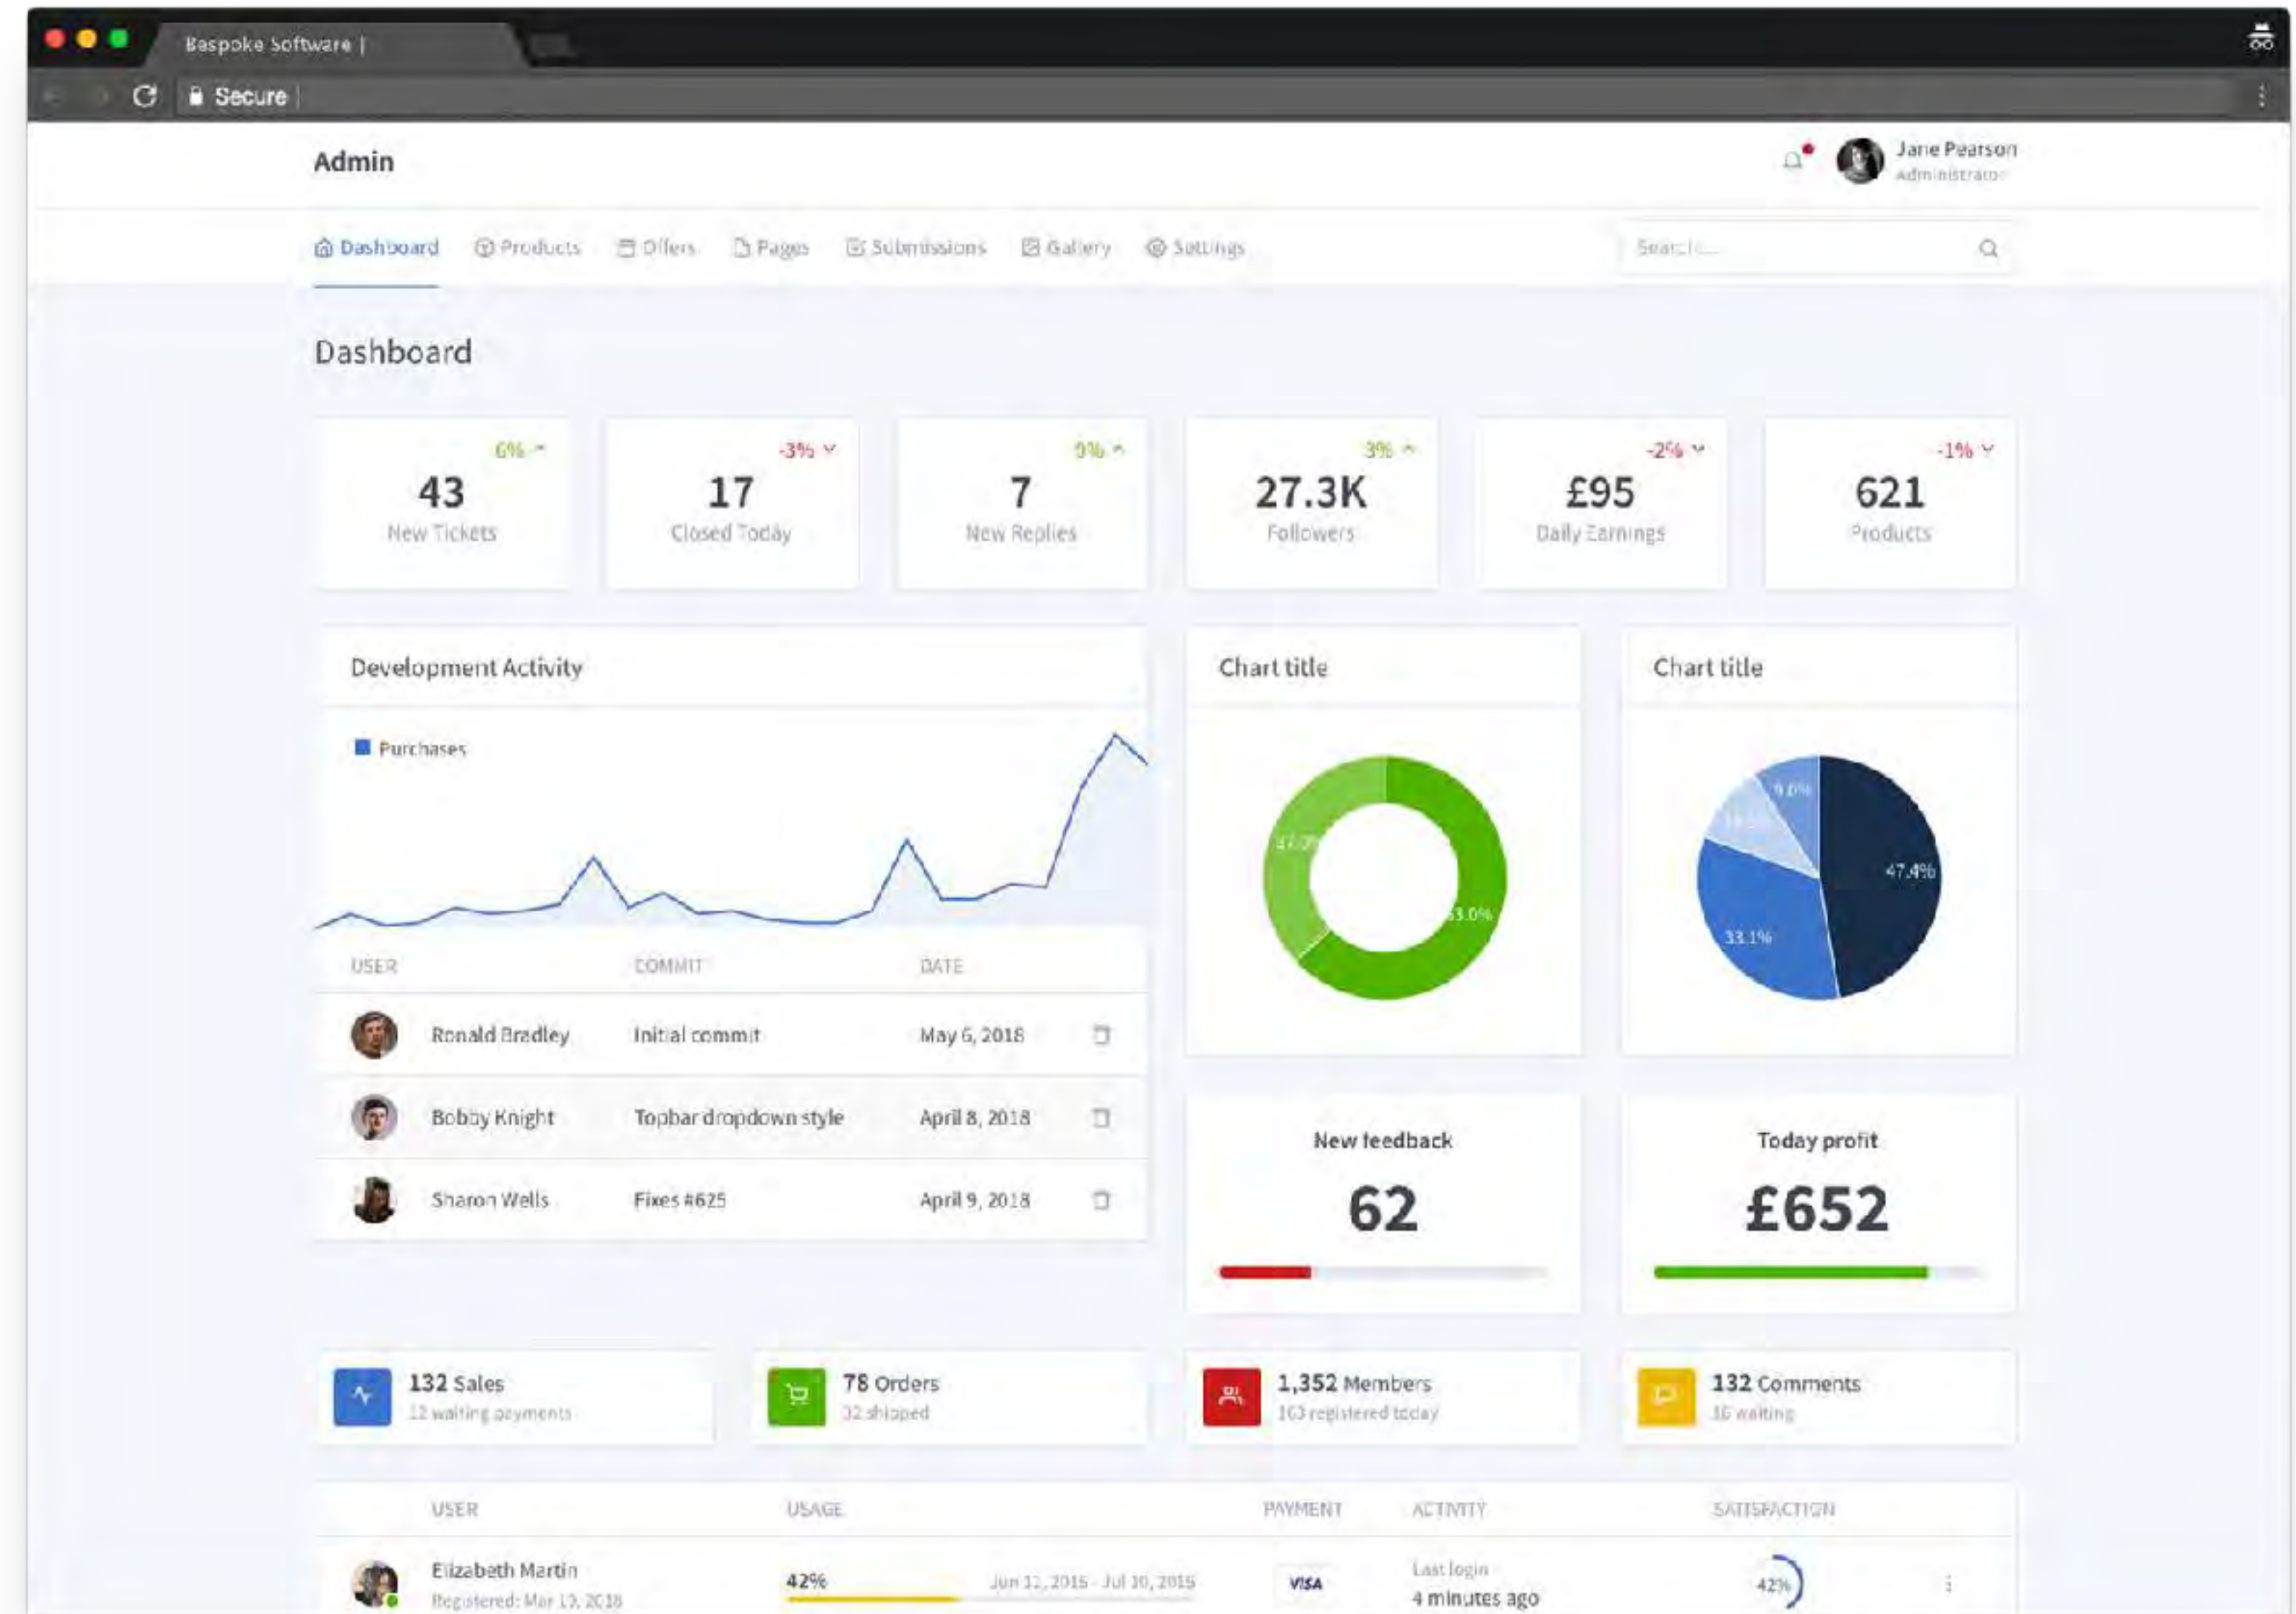 Bespoke Software |
Secure
Admin
Jane Pearson
Administrator
Dashboard
Products
Offers
Pages
Submissions
Gallery
Settings
Search...
Dashboard
6%
43
New Tickets
-3%
17
Closed Today
7
New Replies
3%
27.3K
Followers
-2%
£95
Daily Earnings
-1%
621
Products
Development Activity
Purchases
USER COMMIT DATE
Ronald Bradley Initial commit May 6, 2018
Bobby Knight Topbar dropdown style April 8, 2018
Sharon Wells Fixes #625 April 9, 2018
Chart title
63.0%
Chart title
9.0%
47.4%
33.1%
New feedback
62
Today profit
£652
132 Sales
12 waiting payments
78 Orders
32 shipped
1,352 Members
163 registered today
132 Comments
16 waiting
USER USAGE PAYMENT ACTIVITY SATISFACTION
Elizabeth Martin
Registered: Mar 19, 2018
42%
Jun 11, 2015 - Jul 10, 2015
VISA
Last login
4 minutes ago
42%